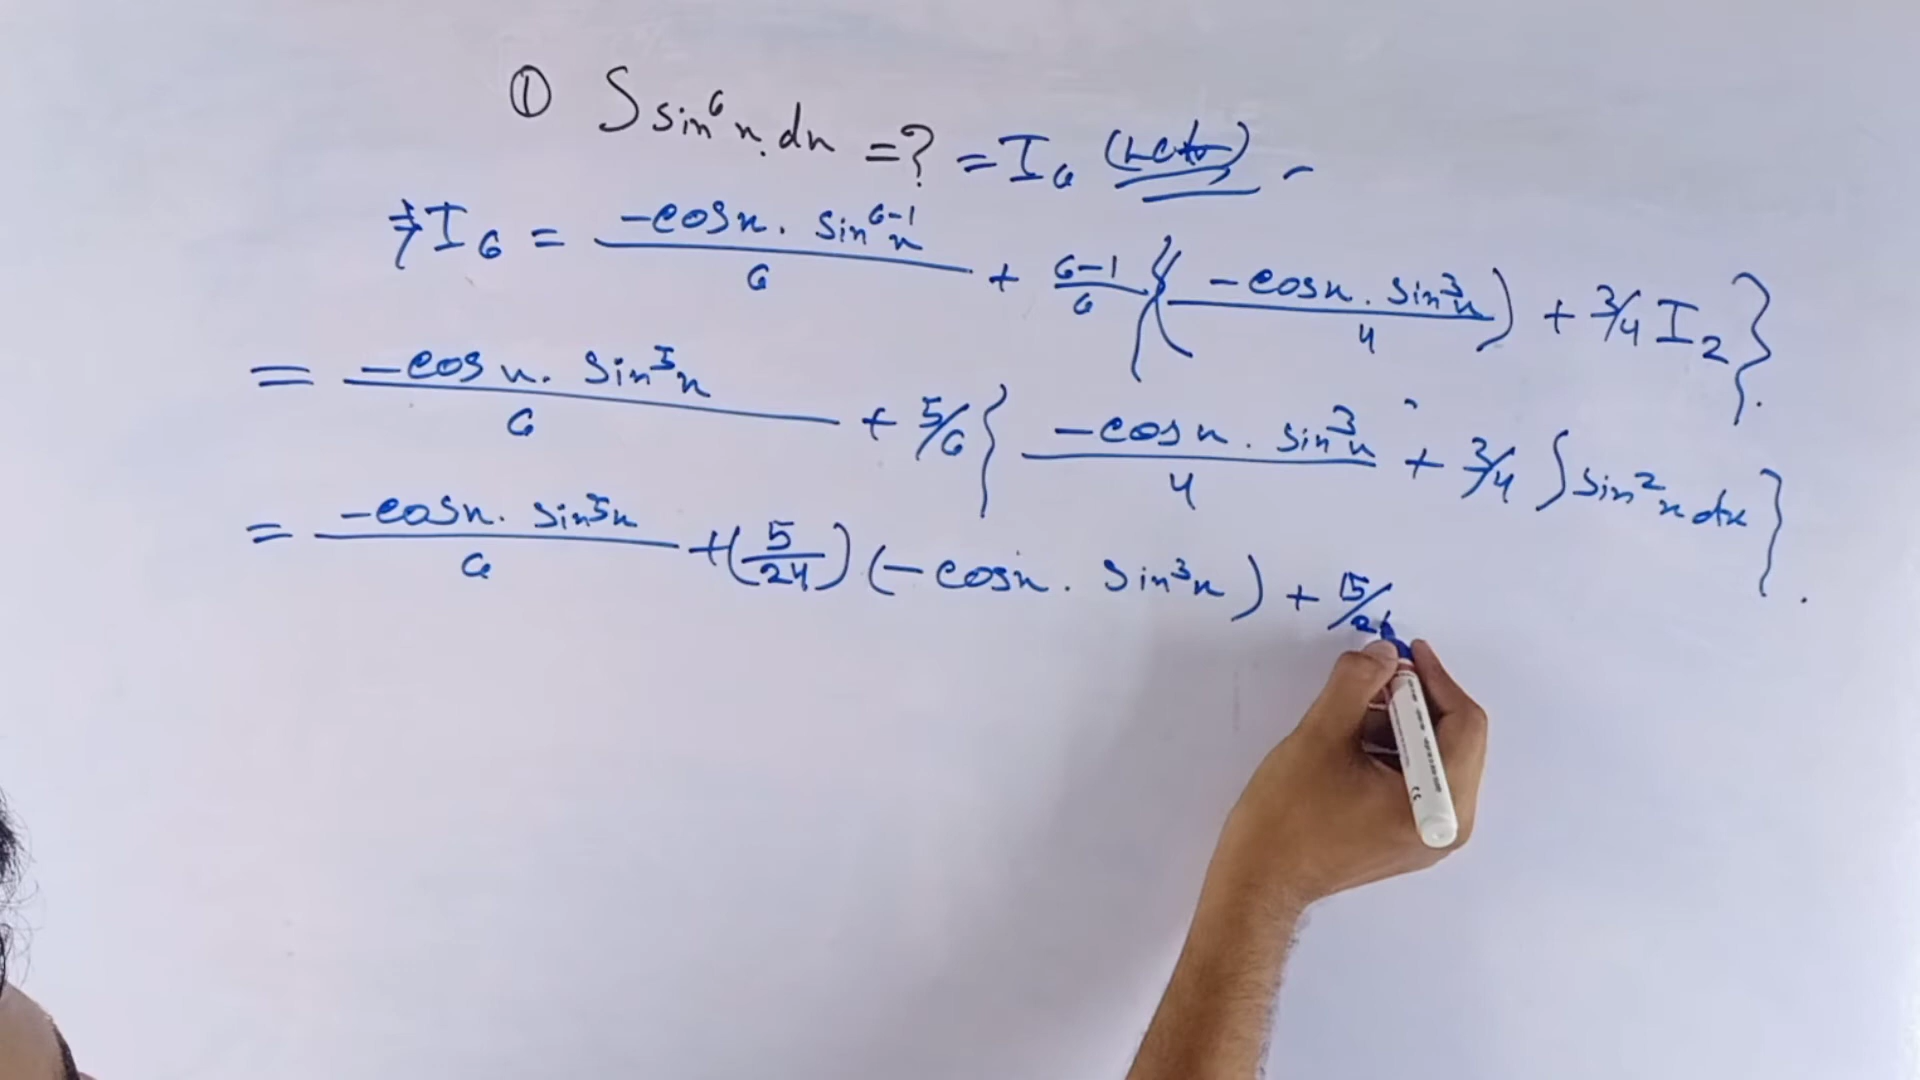 ① ∫ sin⁶x.dx = ? = I₆ (Let)
⇒ I₆ = -cosx. sin⁶⁻¹x / 6 + 6-1/6 { (-cosx. sin³x / 4) + 3/4 I₂ }
= -cosx. sin⁵x / 6 + 5/6 { -cosx. sin³x / 4 + 3/4 ∫ sin²x dx }
= -cosx. sin⁵x / 6 + (5/24) (-cosx. sin³x) + 15/